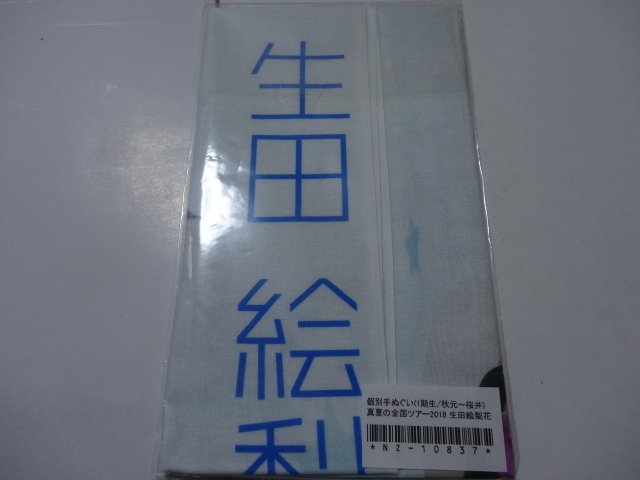 生田
絵梨
個別手ぬぐい(1期生/秋元～桜井)
真夏の全国ツアー2018 生田絵梨花
*NZ-10837*